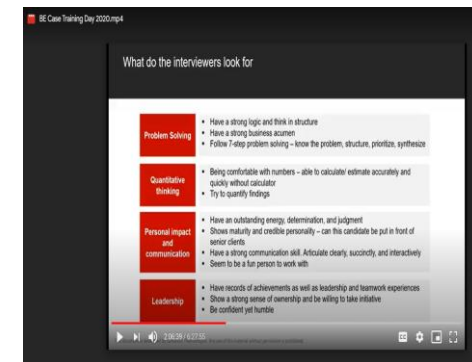 BE Case Training Day 2020.mp4
What do the interviewers look for
Problem Solving
• Have a strong logic and think in structure
• Have a strong business acumen
• Follow 7-step problem solving – know the problem, structure, prioritize, synthesize
Quantitative
thinking
• Being comfortable with numbers – able to calculate/ estimate accurately and
quickly without calculator
• Try to quantify findings
Personal impact
and
communication
• Have an outstanding energy, determination, and judgment
• Shows maturity and credible personality – can this candidate be put in front of
senior clients
• Have a strong communication skill. Articulate clearly, succinctly, and interactively
• Seem to be a fun person to work with
Leadership
• Have records of achievements as well as leadership and teamwork experiences
• Show a strong sense of ownership and be willing to take initiative
• Be confident yet humble